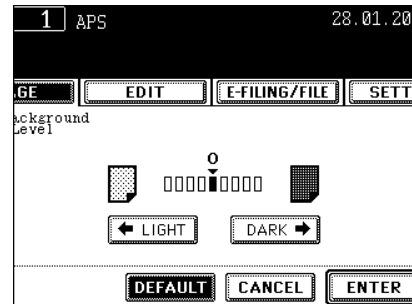 1 APS 28.01.20
GE EDIT E-FILING/FILE SETT
ackground
Level
0
LIGHT DARK
DEFAULT CANCEL ENTER